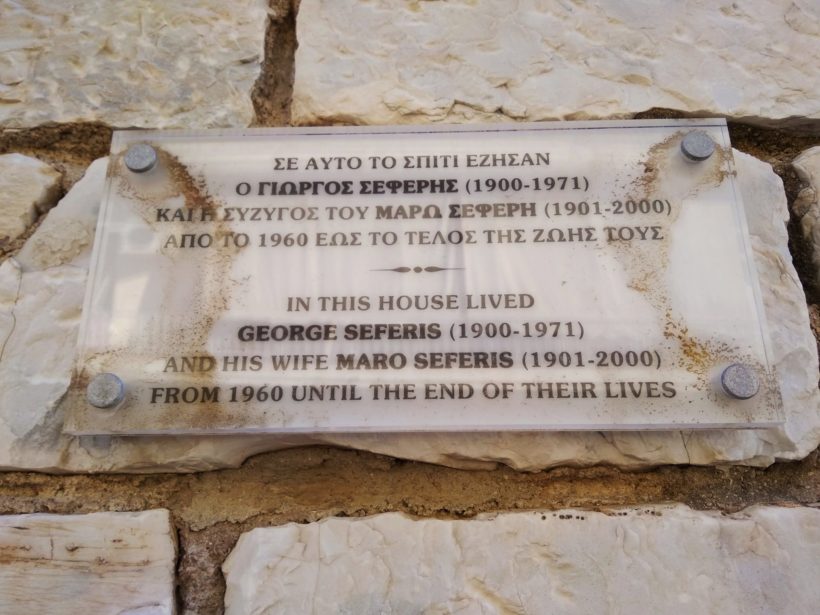 ΣΕ ΑΥΤΟ ΤΟ ΣΠΙΤΙ ΕΖΗΣΑΝ
Ο ΓΙΩΡΓΟΣ ΣΕΦΕΡΗΣ (1900-1971)
ΚΑΙ Η ΣΥΖΥΓΟΣ ΤΟΥ ΜΑΡΩ ΣΕΦΕΡΗ (1901-2000)
ΑΠΟ ΤΟ 1960 ΕΩΣ ΤΟ ΤΕΛΟΣ ΤΗΣ ΖΩΗΣ ΤΟΥΣ
IN THIS HOUSE LIVED
GEORGE SEFERIS (1900-1971)
AND HIS WIFE MARO SEFERIS (1901-2000)
FROM 1960 UNTIL THE END OF THEIR LIVES